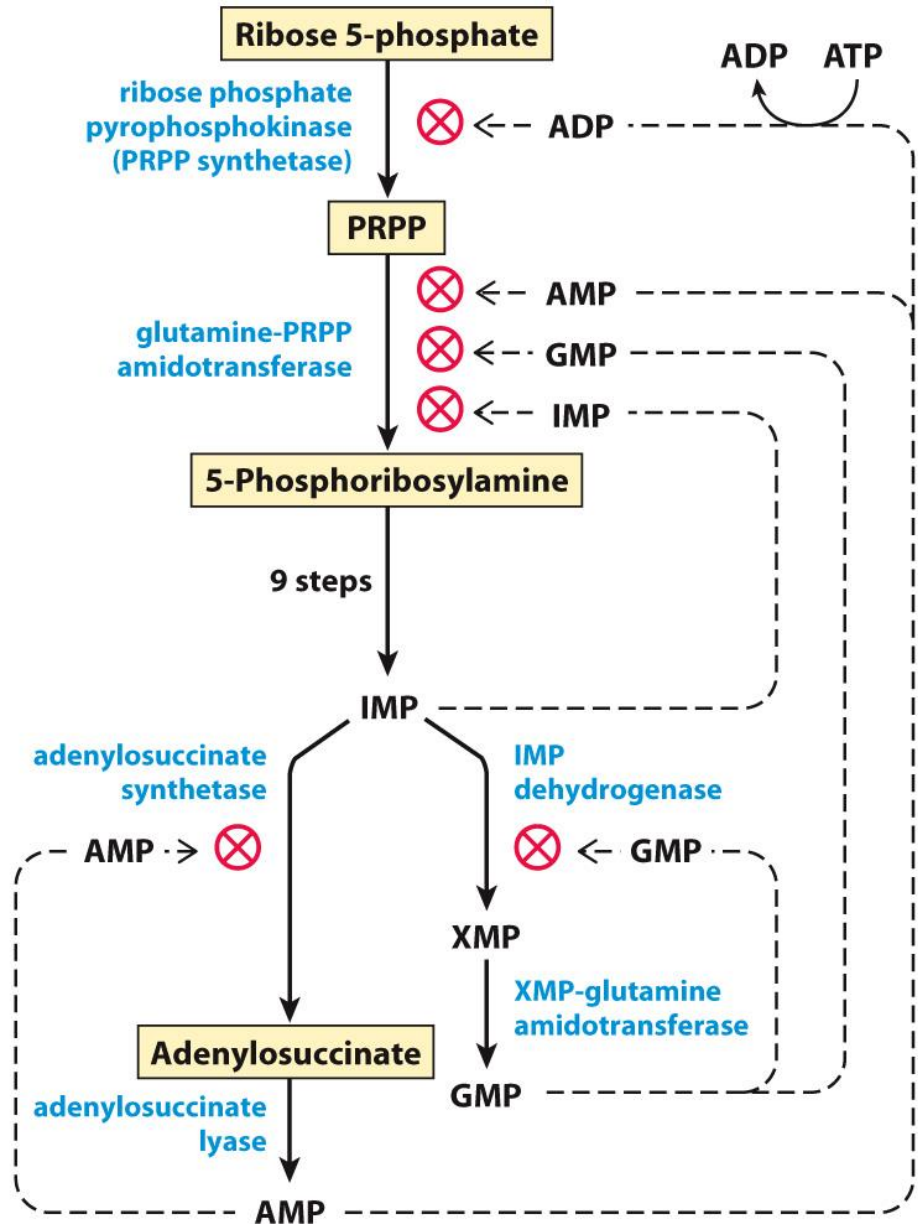 Ribose 5-phosphate
ADP ATP
ribose phosphate
pyrophosphokinase
(PRPP synthetase)
ADP
PRPP
AMP
glutamine-PRPP
amidotransferase
GMP
IMP
5-Phosphoribosylamine
9 steps
IMP
adenylosuccinate
synthetase
IMP
dehydrogenase
AMP
GMP
XMP
XMP-glutamine
amidotransferase
Adenylosuccinate
GMP
adenylosuccinate
lyase
AMP